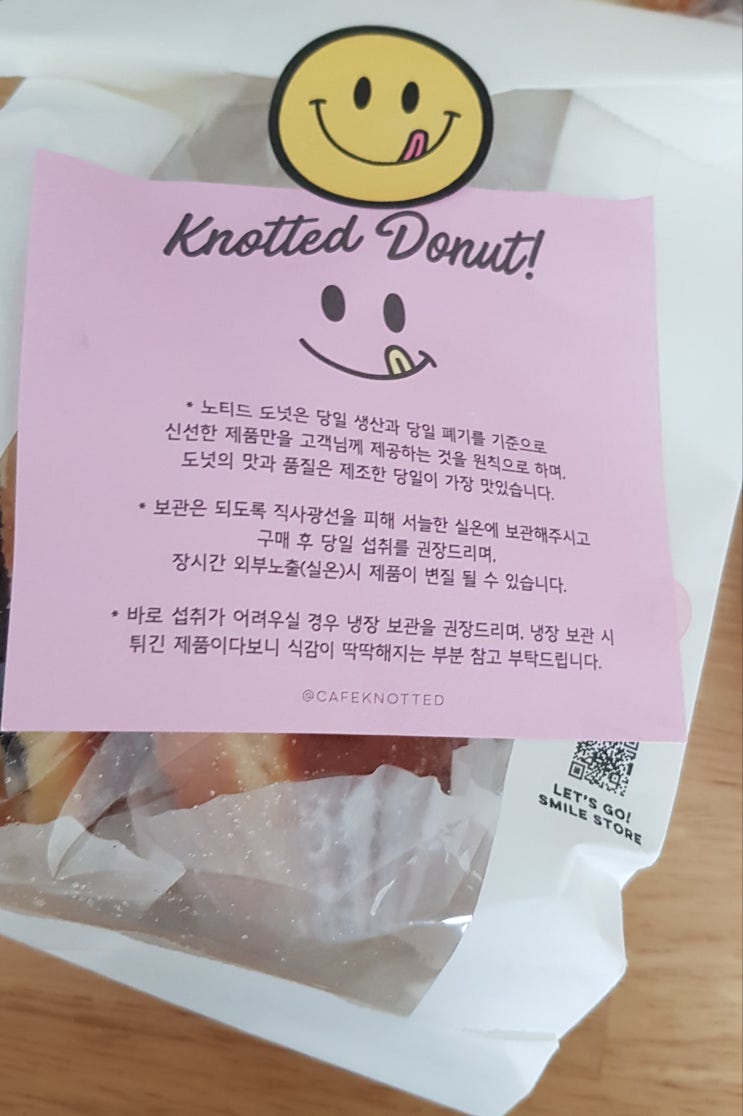 Knotted Donut!
* 노티드 도넛은 당일 생산과 당일 폐기를 기준으로
신선한 제품만을 고객님께 제공하는 것을 원칙으로 하며,
도넛의 맛과 품질은 제조한 당일이 가장 맛있습니다.
* 보관은 되도록 직사광선을 피해 서늘한 실온에 보관해주시고
구매 후 당일 섭취를 권장드리며,
장시간 외부노출(실온)시 제품이 변질 될 수 있습니다.
* 바로 섭취가 어려우실 경우 냉장 보관을 권장드리며, 냉장 보관 시
튀긴 제품이다보니 식감이 딱딱해지는 부분 참고 부탁드립니다.
@CAFEKNOTTED
LET'S GO!
SMILE STORE